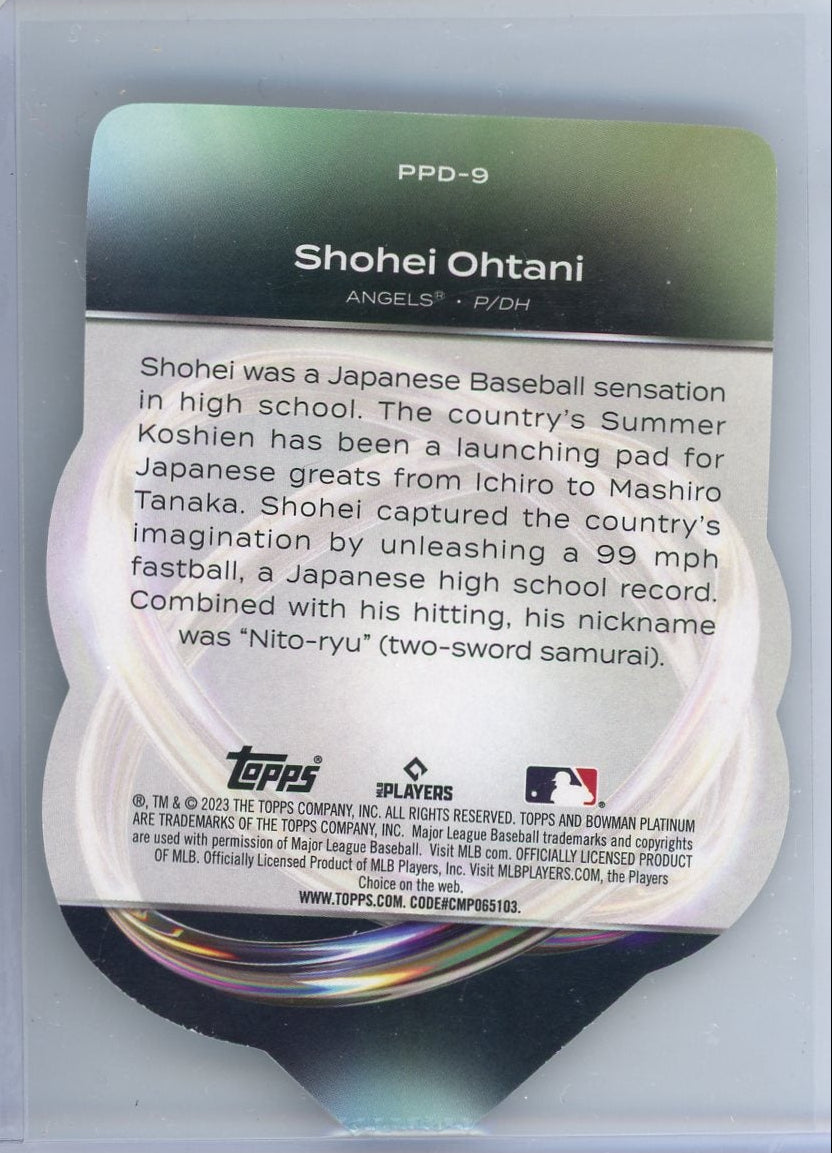 PPD-9
Shohei Ohtani
ANGELS® • P/DH
Shohei was a Japanese Baseball sensation
in high school. The country's Summer
Koshien has been a launching pad for
Japanese greats from Ichiro to Mashiro
Tanaka. Shohei captured the country's
imagination by unleashing a 99 mph
fastball, a Japanese high school record.
Combined with his hitting, his nickname
was “Nito-ryu” (two-sword samurai).
topps® MLB PLAYERS ®
®, TM & © 2023 THE TOPPS COMPANY, INC. ALL RIGHTS RESERVED. TOPPS AND BOWMAN PLATINUM
ARE TRADEMARKS OF THE TOPPS COMPANY, INC. Major League Baseball trademarks and copyrights
are used with permission of Major League Baseball. Visit MLB com. OFFICIALLY LICENSED PRODUCT
OF MLB. Officially Licensed Product of MLB Players, Inc. Visit MLBPLAYERS.COM, the Players
Choice on the web.
WWW.TOPPS.COM. CODE#CMP065103.